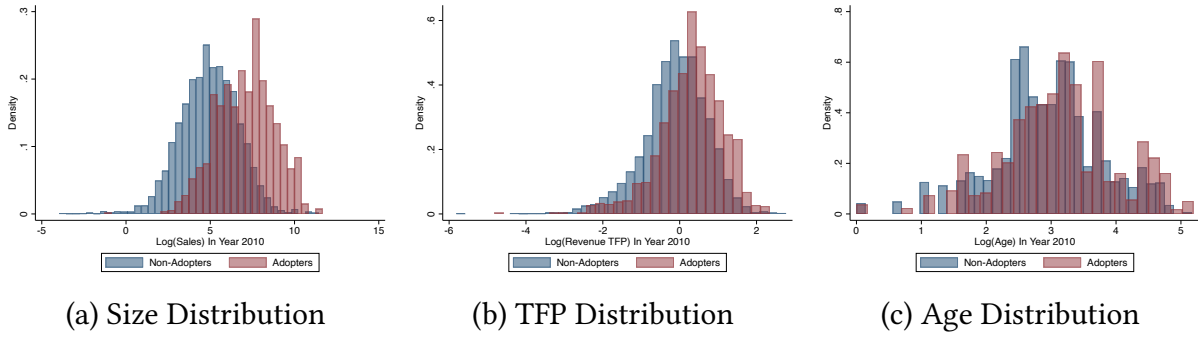 Density
0
.1
.2
.3
-5
0
5
10
15
Log(Sales) In Year 2010
Non-Adopters
Adopters
(a) Size Distribution
Density
0
.2
.4
.6
-6
-4
-2
0
2
Log(Revenue TFP) In Year 2010
Non-Adopters
Adopters
(b) TFP Distribution
Density
0
.2
.4
.6
.8
0
1
2
3
4
5
Log(Age) In Year 2010
Non-Adopters
Adopters
(c) Age Distribution